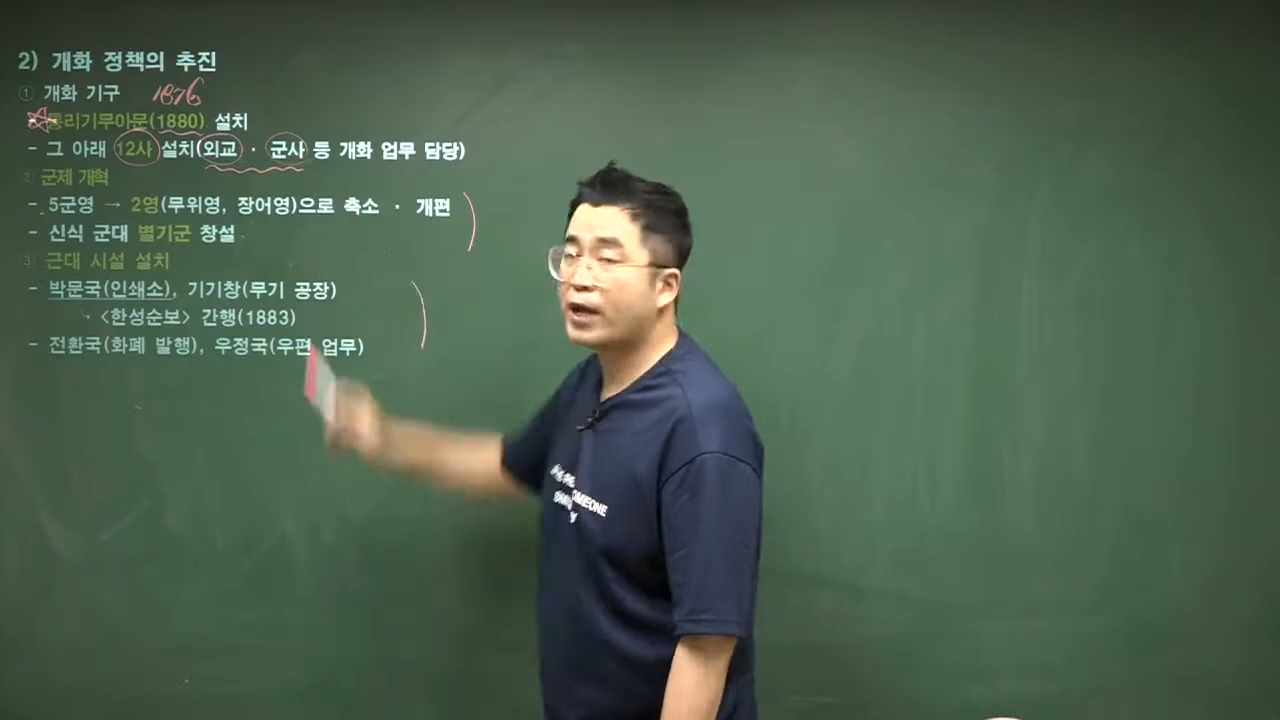 2) 개화 정책의 추진
① 개화 기구 1876
통리기무아문(1880) 설치
- 그 아래 12사 설치(외교 · 군사 등 개화 업무 담당)
② 군제 개혁
- 5군영 → 2영(무위영, 장어영)으로 축소 · 개편
- 신식 군대 별기군 창설
③ 근대 시설 설치
- 박문국(인쇄소), 기기창(무기 공장)
<한성순보> 간행(1883)
- 전환국(화폐 발행), 우정국(우편 업무)
OMEONE